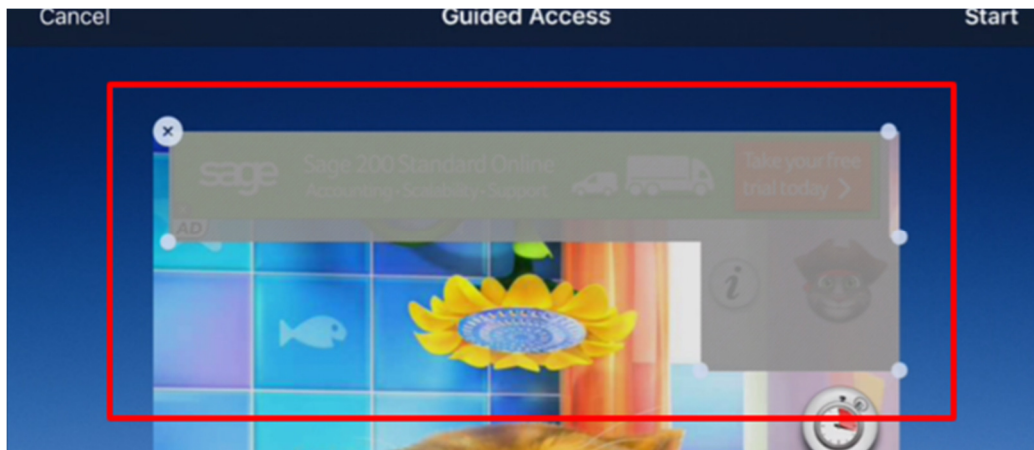 Cancel
Guided Access
Start
sage
Sage 200 Standard Online
Accounting • Scalability • Support
Take your free
trial today >
AD
i